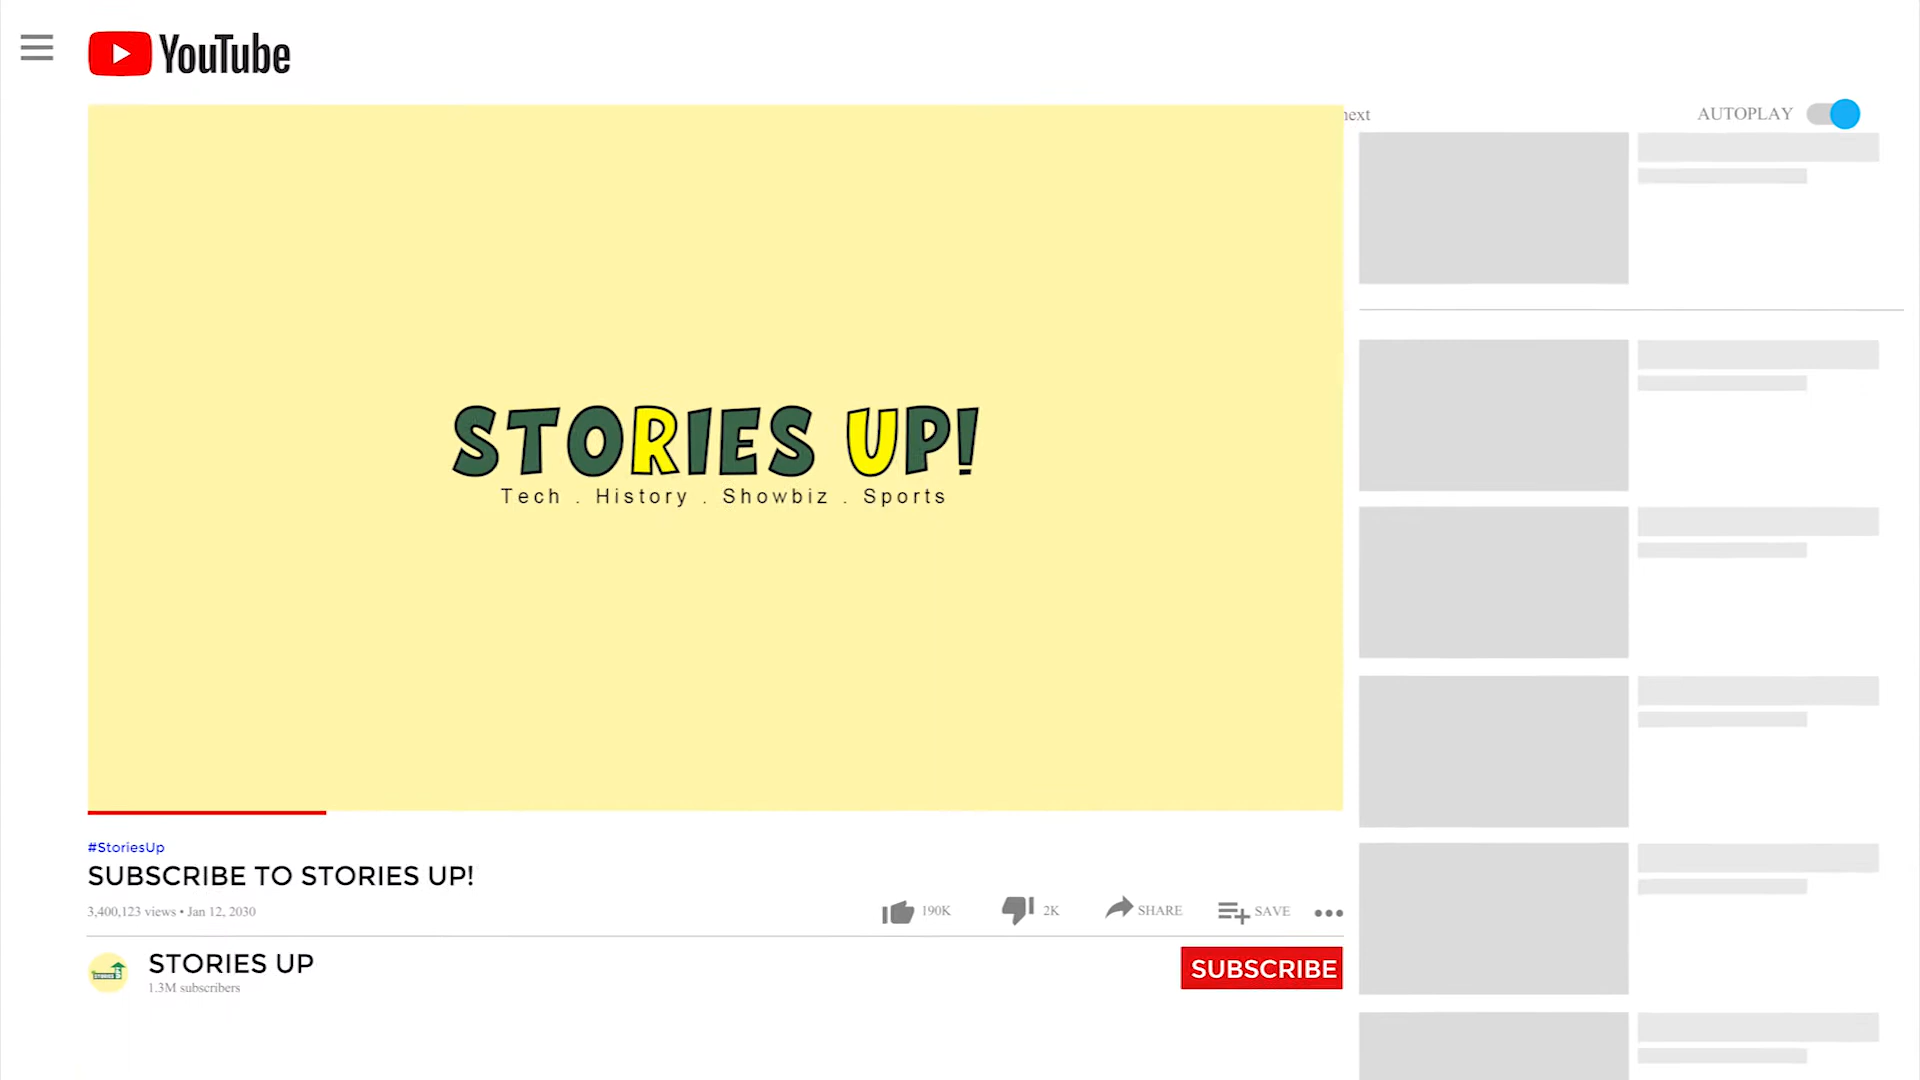 YouTube
next
AUTOPLAY
STORIES UP!
Tech . History . Showbiz . Sports
#StoriesUp
SUBSCRIBE TO STORIES UP!
3,400,123 views • Jan 12, 2030
190K
2K
SHARE
SAVE
STORIES UP
1.3M subscribers
SUBSCRIBE